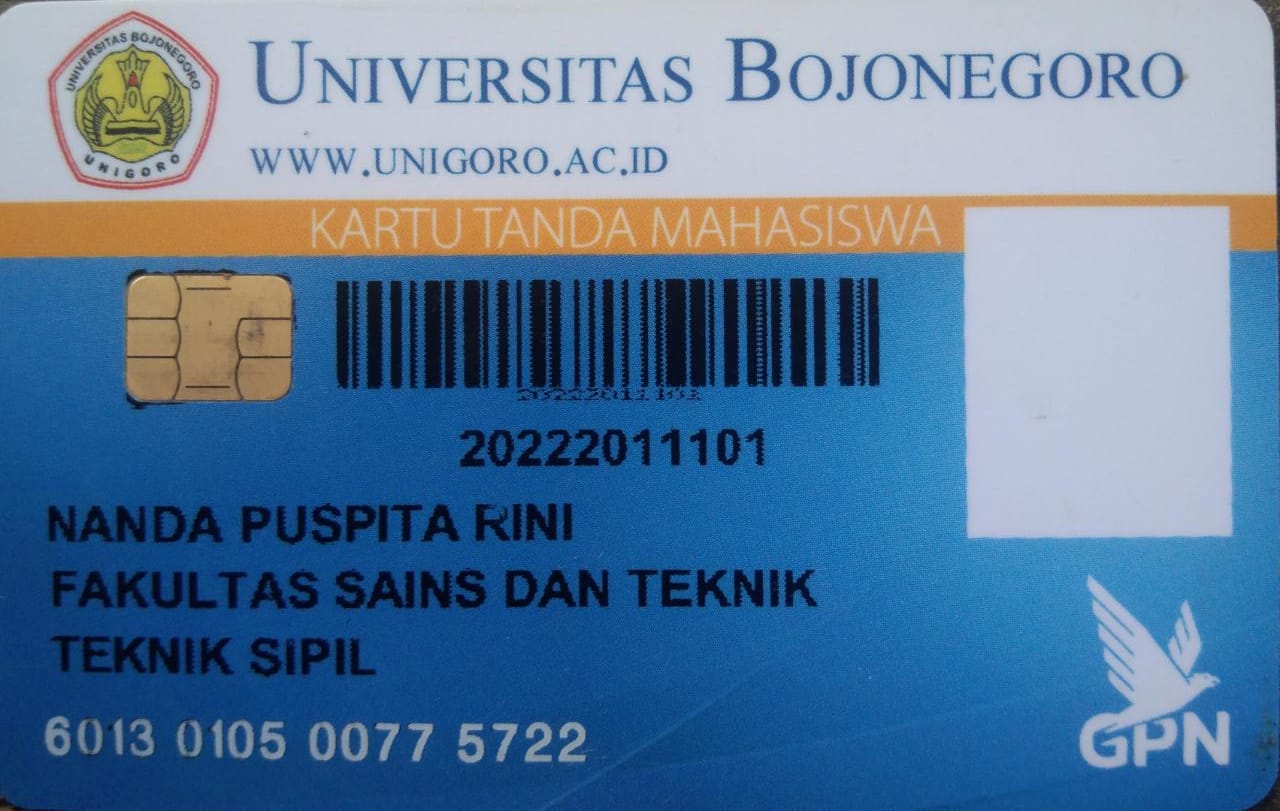 UNIVERSITAS BOJONEGORO
UNIGORO
UNIVERSITAS BOJONEGORO
WWW.UNIGORO.AC.ID
KARTU TANDA MAHASISWA
20222011101
20222011101
NANDA PUSPITA RINI
FAKULTAS SAINS DAN TEKNIK
TEKNIK SIPIL
6013 0105 0077 5722
GPN